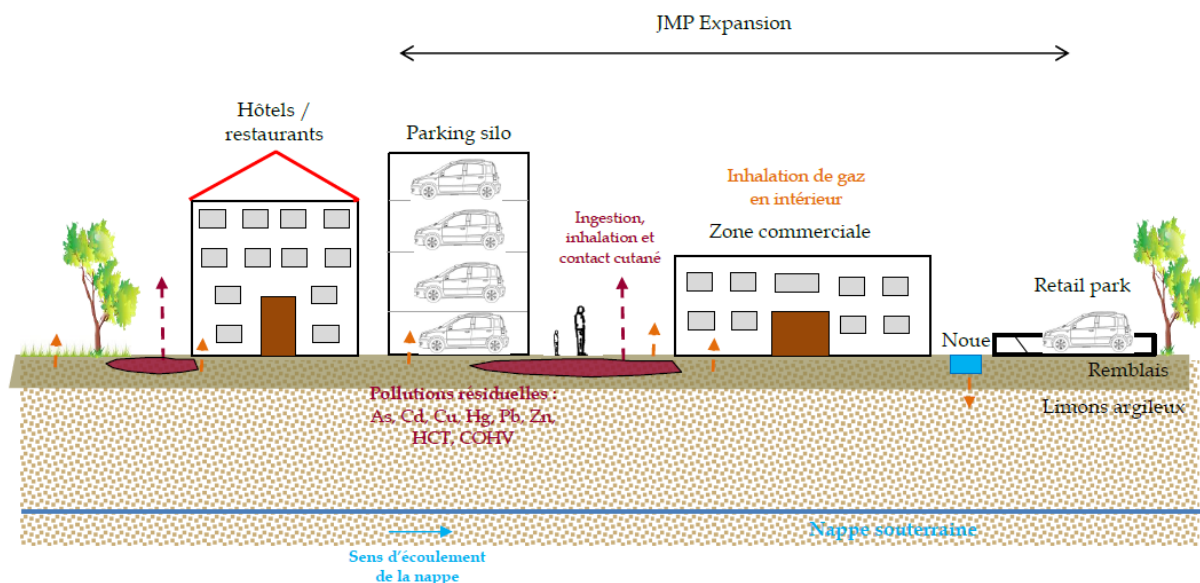 JMP Expansion
Hôtels /
restaurants
Parking silo
Ingestion,
inhalation et
contact cutané
Inhalation de gaz
en intérieur
Zone commerciale
Retail park
Noue
Remblais
Limons argileux
Pollutions résiduelles :
As, Cd, Cu, Hg, Pb, Zn,
HCT, COHV
Nappe souterraine
Sens d'écoulement
de la nappe